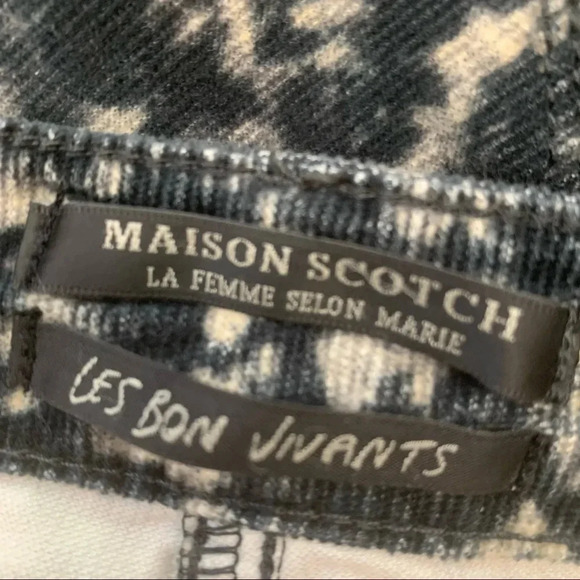 MAISON SCOTCH
LA FEMME SELON MARIE
LES BON VIVANTS